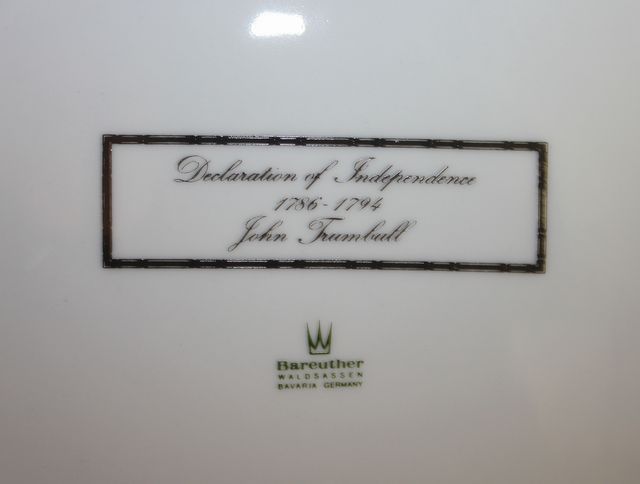 Declaration of Independence
1786-1794
John Trumbull
Bareuther
WALDSASSEN
BAVARIA GERMANY